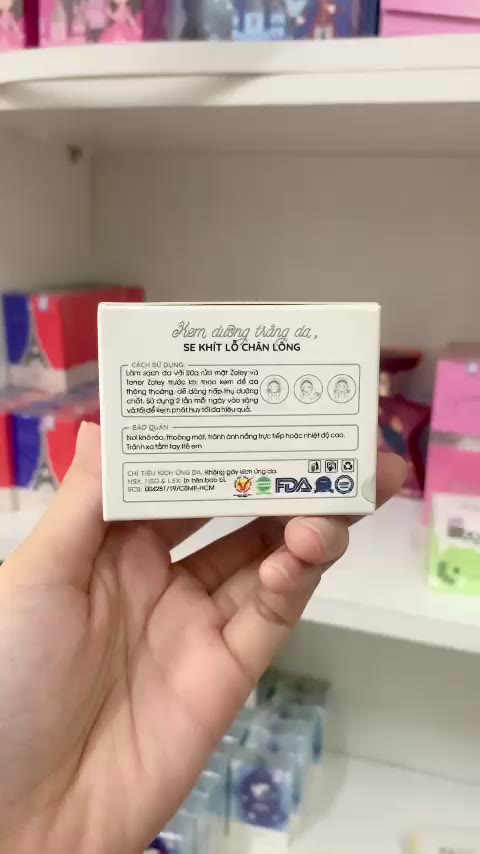 Kem dưỡng trắng da,
SE KHÍT LỖ CHÂN LÔNG
CÁCH SỬ DỤNG:
Làm sạch da với Sữa rửa mặt Zoley và
toner Zoley trước khi thoa kem để da
thông thoáng, dễ dàng hấp thụ dưỡng
chất. Sử dụng 2 lần mỗi ngày vào sáng
và tối để kem phát huy tối đa hiệu quả.
BẢO QUẢN
Nơi khô ráo, thoáng mát, tránh ánh nắng trực tiếp hoặc nhiệt độ cao.
Tránh xa tầm tay trẻ em
CHỈ TIÊU KÍCH ỨNG DA: Không gây kích ứng da.
NSX, HSD & LSX: In trên bao bì.
SCB: 004261/19/CBMP-HCM
FDA